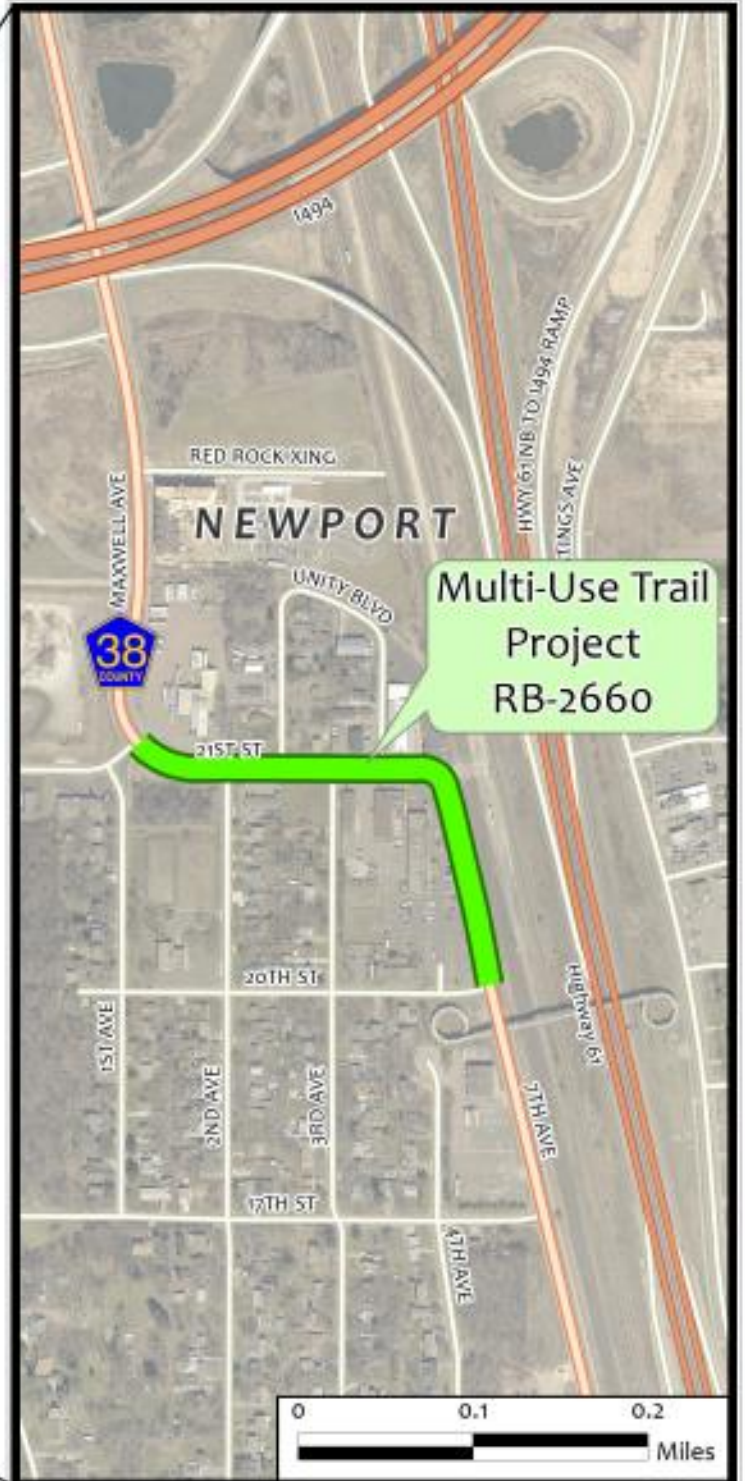 1494
RED ROCK XING
HWY 61 NB TO 1494 RAMP
TINGS AVE
NEWPORT
MAXWELL AVE
UNITY BLVD
Multi-Use Trail
Project
RB-2660
38
COUNTY
21ST ST
20TH ST
Highway 61
1ST AVE
2ND AVE
3RD AVE
7TH AVE
17TH ST
4TH AVE
0 0.1 0.2
Miles